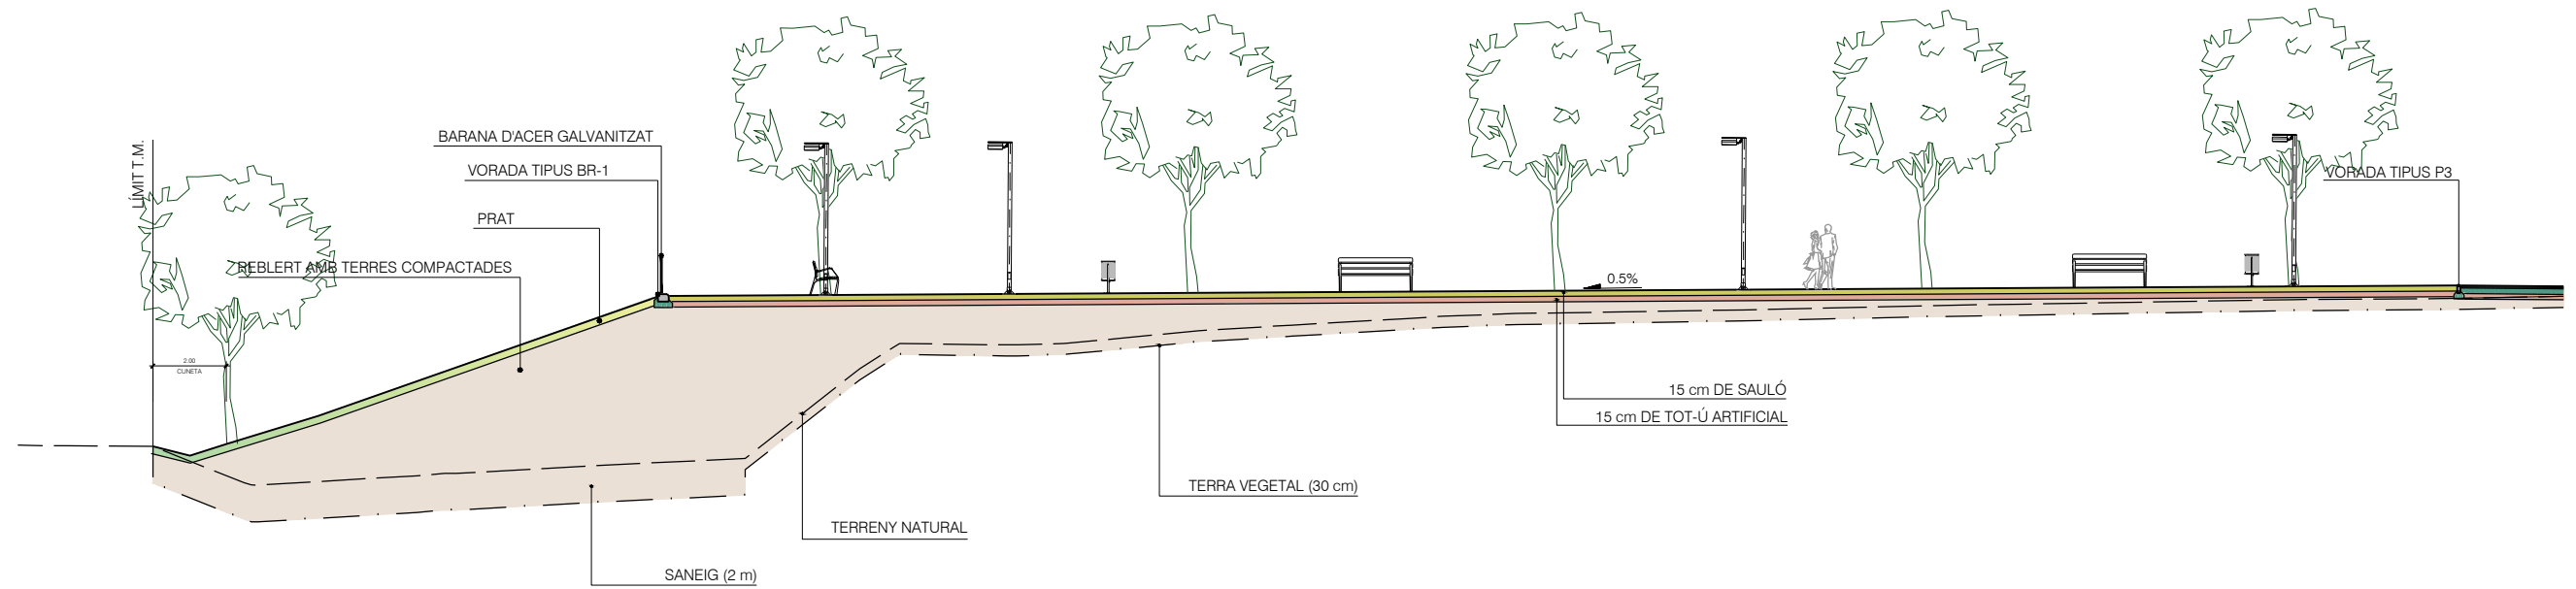 LÍMIT T.M.
BARANA D'ACER GALVANITZAT
VORADA TIPUS BR-1
PRAT
REBLERT AMB TERRES COMPACTADES
2.00
CUNETA
VORADA TIPUS P3
0.5%
15 cm DE SAULÓ
15 cm DE TOT-Ú ARTIFICIAL
TERRA VEGETAL (30 cm)
TERRENY NATURAL
SANEIG (2 m)